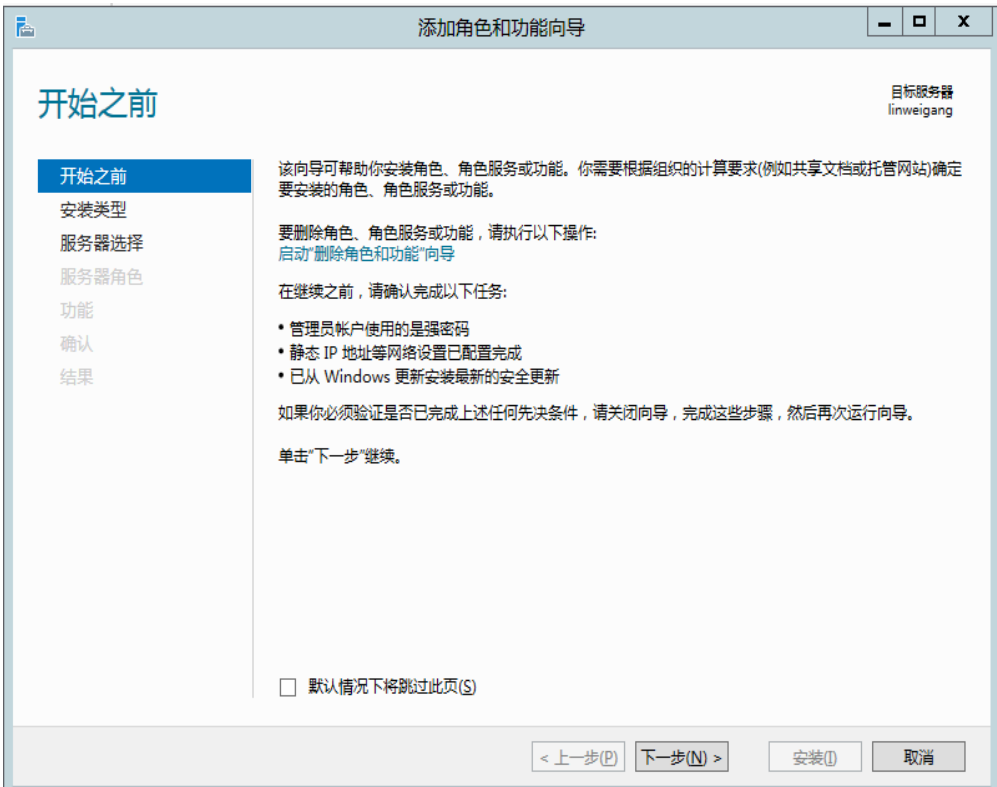 添加角色和功能向导
开始之前
目标服务器
linweigang
开始之前
安装类型
服务器选择
服务器角色
功能
确认
结果
该向导可帮助你安装角色、角色服务或功能。你需要根据组织的计算要求(例如共享文档或托管网站)确定
要安装的角色、角色服务或功能。
要删除角色、角色服务或功能，请执行以下操作:
启动"删除角色和功能"向导
在继续之前，请确认完成以下任务:
• 管理员帐户使用的是强密码
• 静态 IP 地址等网络设置已配置完成
• 已从 Windows 更新安装最新的安全更新
如果你必须验证是否已完成上述任何先决条件，请关闭向导，完成这些步骤，然后再次运行向导。
单击"下一步"继续。
默认情况下将跳过此页(S)
< 上一步(P)
下一步(N) >
安装(I)
取消